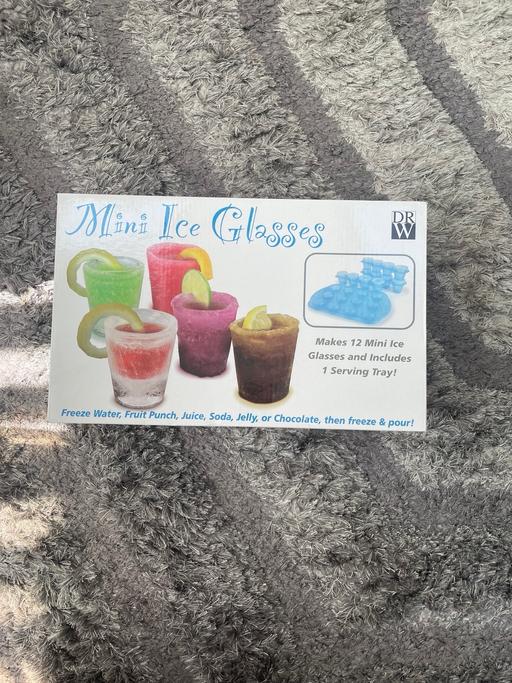 Mini Ice Glasses
DR
W
Makes 12 Mini Ice
Glasses and Includes
1 Serving Tray!
Freeze Water, Fruit Punch, Juice, Soda, Jelly, or Chocolate, then freeze & pour!